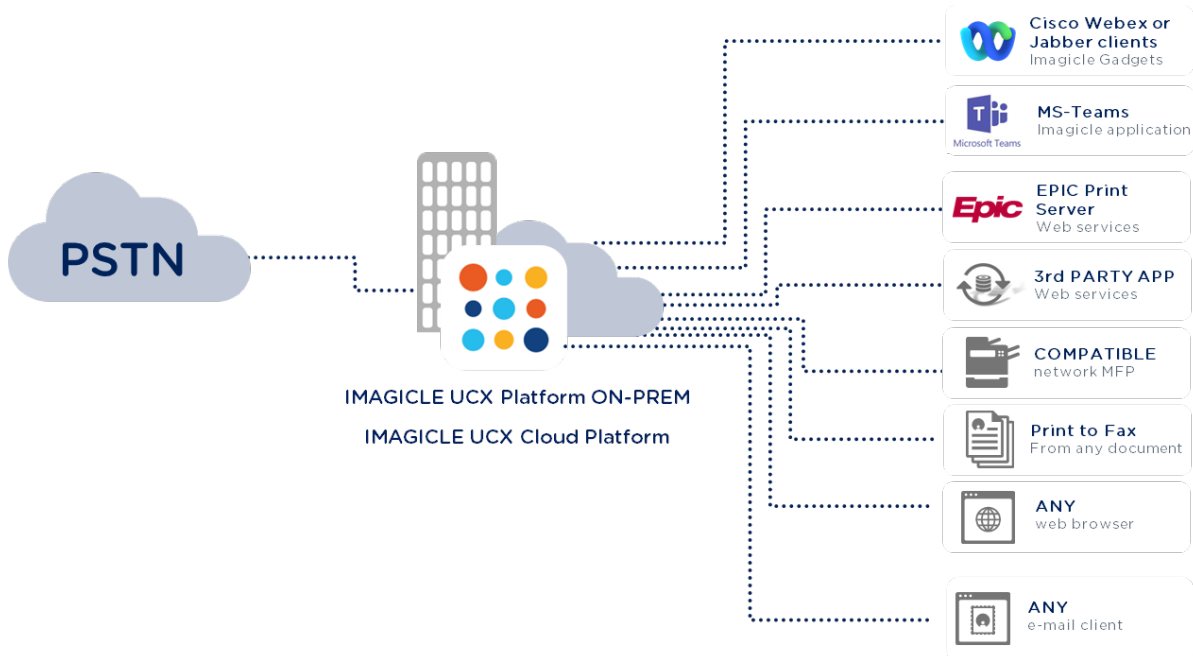 PSTN
IMAGICLE UCX Platform ON-PREM
IMAGICLE UCX Cloud Platform
Cisco Webex or
Jabber clients
Imagicle Gadgets
T
Microsoft Teams
MS-Teams
Imagicle application
Epic
EPIC Print
Server
Web services
3rd PARTY APP
Web services
COMPATIBLE
network MFP
Print to Fax
From any document
ANY
web browser
ANY
e-mail client